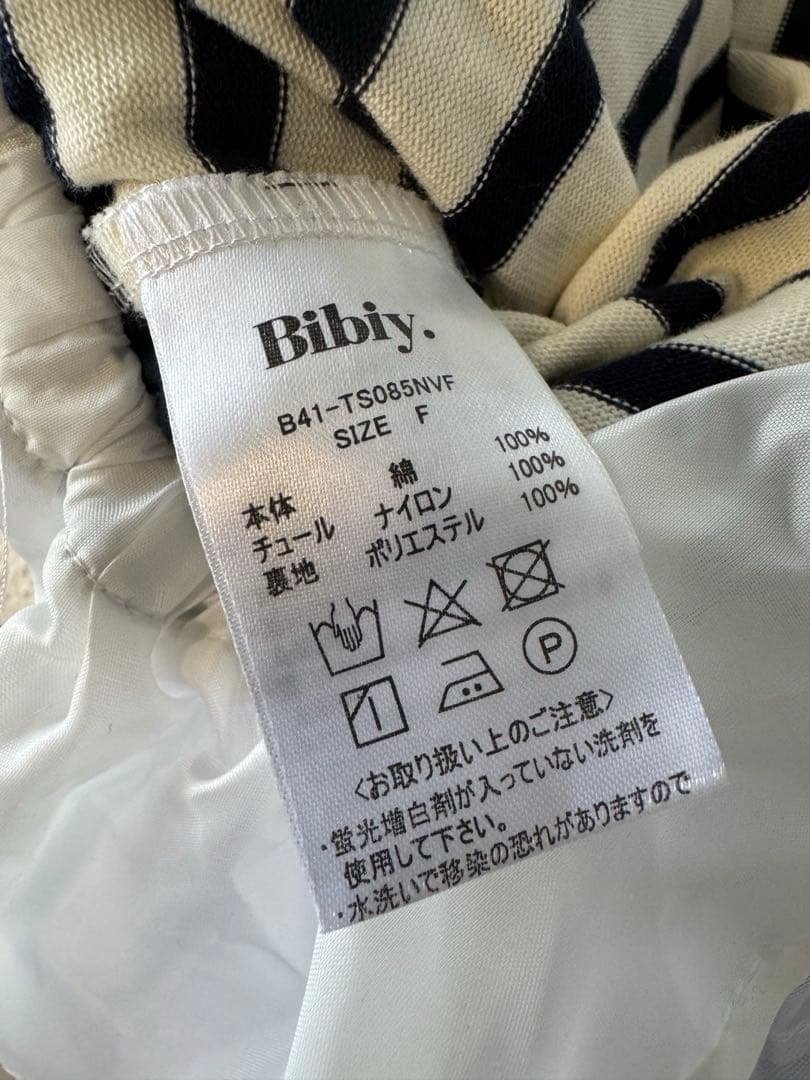 Bibiy.
B41-TS085NVF
SIZE F
本体 綿 100%
チュール ナイロン 100%
裏地 ポリエステル 100%
P
〈お取り扱い上のご注意〉
・蛍光増白剤が入っていない洗剤を
使用して下さい。
・水洗いで移染の恐れがありますので